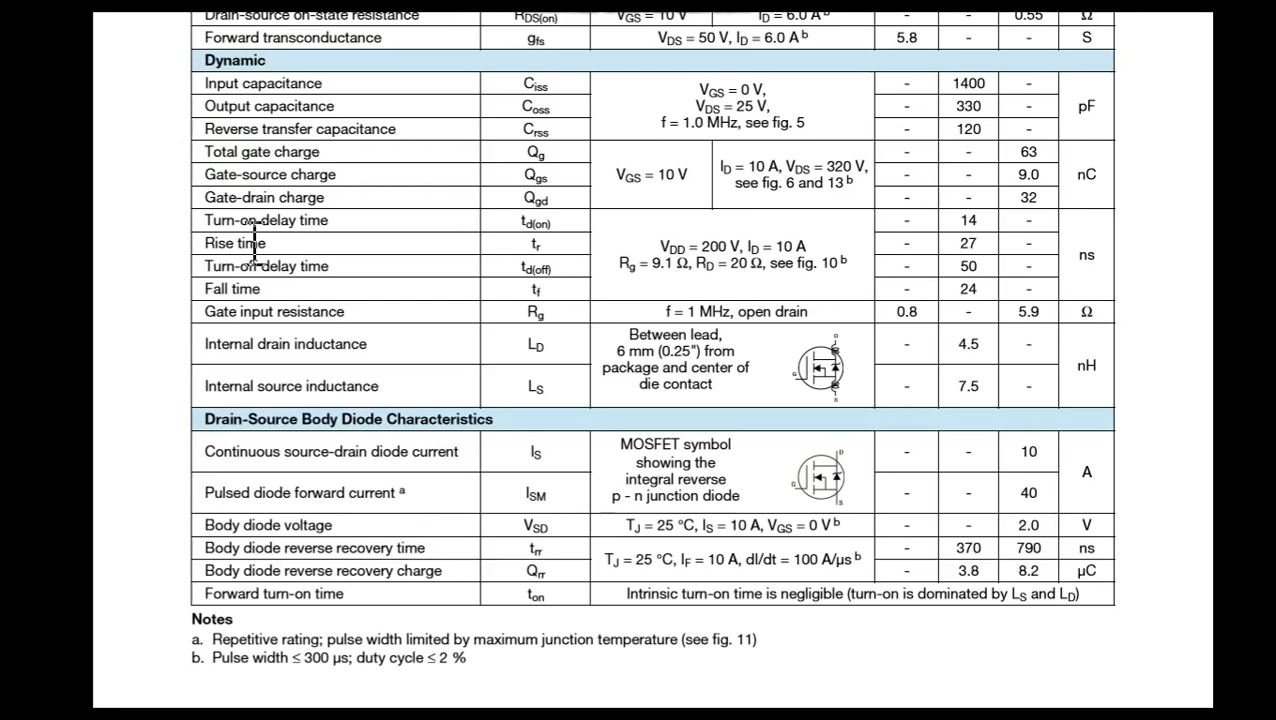 Drain-source on-state resistance RDS(on) VGS = 10 V ID = 6.0 A b - - 0.55 Ω
Forward transconductance gfs VDS = 50 V, ID = 6.0 A b 5.8 - - S
Dynamic
Input capacitance Ciss - 1400 -
VGS = 0 V,
Output capacitance Coss VDS = 25 V, - 330 - pF
f = 1.0 MHz, see fig. 5
Reverse transfer capacitance Crss - 120 -
Total gate charge Qg - - 63
Gate-source charge Qgs VGS = 10 V ID = 10 A, VDS = 320 V, - - 9.0 nC
see fig. 6 and 13 b
Gate-drain charge Qgd - - 32
Turn-on delay time td(on) - 14 -
Rise time tr VDD = 200 V, ID = 10 A - 27 -
Rg = 9.1 Ω, RD = 20 Ω, see fig. 10 b ns
Turn-off delay time td(off) - 50 -
Fall time tf - 24 -
Gate input resistance Rg f = 1 MHz, open drain 0.8 - 5.9 Ω
Between lead,
Internal drain inductance LD 6 mm (0.25") from - 4.5 -
package and center of nH
Internal source inductance LS die contact - 7.5 -
D
G
S
Drain-Source Body Diode Characteristics
Continuous source-drain diode current IS MOSFET symbol - - 10
showing the A
integral reverse
Pulsed diode forward current a ISM p - n junction diode - - 40
D
G
S
Body diode voltage VSD TJ = 25 °C, IS = 10 A, VGS = 0 V b - - 2.0 V
Body diode reverse recovery time trr - 370 790 ns
TJ = 25 °C, IF = 10 A, dI/dt = 100 A/µs b
Body diode reverse recovery charge Qrr - 3.8 8.2 µC
Forward turn-on time ton Intrinsic turn-on time is negligible (turn-on is dominated by LS and LD)
Notes
a. Repetitive rating; pulse width limited by maximum junction temperature (see fig. 11)
b. Pulse width ≤ 300 µs; duty cycle ≤ 2 %